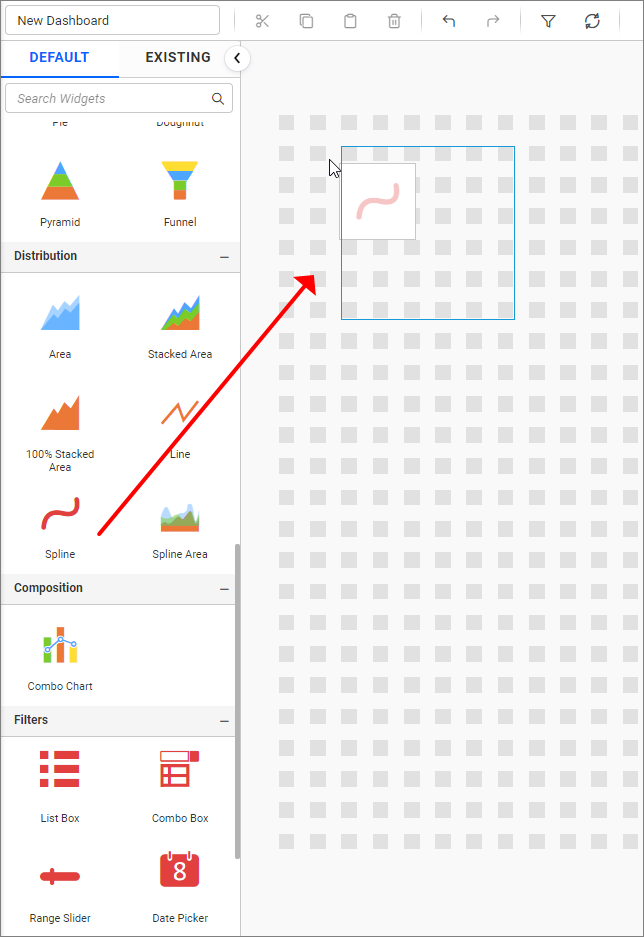 New Dashboard
DEFAULT EXISTING
Search Widgets
Pie Doughnut
Pyramid Funnel
Distribution
Area Stacked Area
100% Stacked Line
Area
Spline Spline Area
Composition
Combo Chart
Filters
8
List Box Combo Box
Range Slider Date Picker